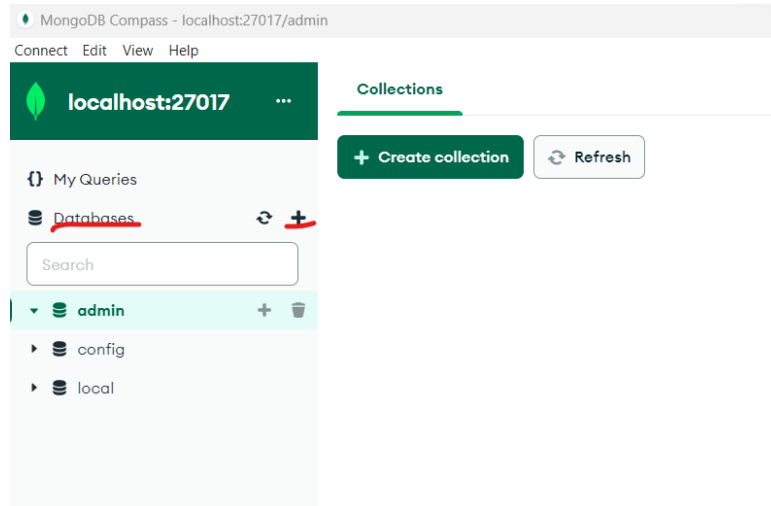 MongoDB Compass - localhost:27017/admin
Connect Edit View Help
localhost:27017 ...
Collections
+ Create collection
Refresh
{} My Queries
Databases
Search
admin
config
local